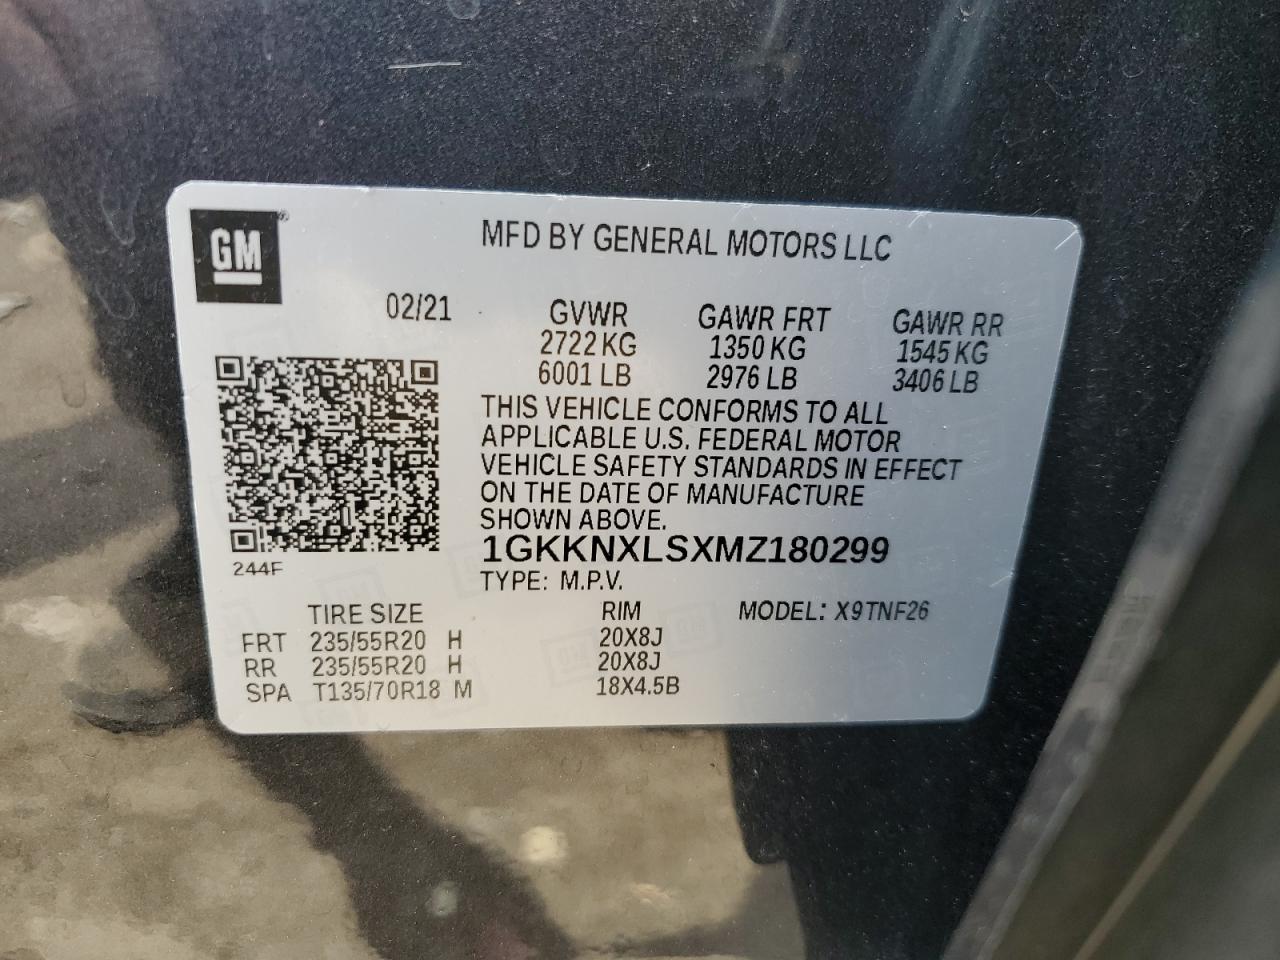 GM®
MFD BY GENERAL MOTORS LLC
02/21 GVWR GAWR FRT GAWR RR
2722 KG 1350 KG 1545 KG
6001 LB 2976 LB 3406 LB
THIS VEHICLE CONFORMS TO ALL
APPLICABLE U.S. FEDERAL MOTOR
VEHICLE SAFETY STANDARDS IN EFFECT
ON THE DATE OF MANUFACTURE
SHOWN ABOVE.
1GKKNXLSXMZ180299
244F
TYPE: M.P.V.
TIRE SIZE RIM MODEL: X9TNF26
FRT 235/55R20 H 20X8J
RR 235/55R20 H 20X8J
SPA T135/70R18 M 18X4.5B